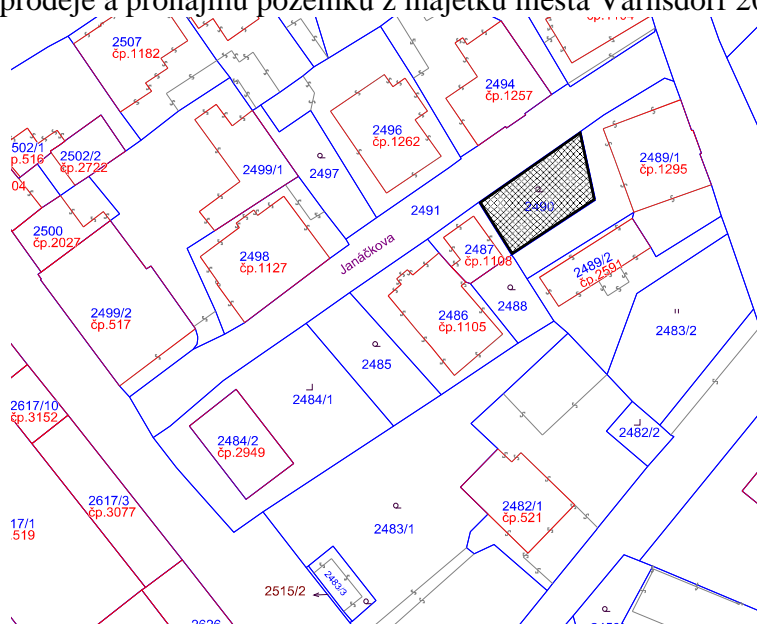 prodeje a pronájmu pozemků z majetku města Varnsdorf 20
2507
čp.1182
2494
čp.1257
2496
čp.1262
502/1
p.516
04
2502/2
čp.2722
2499/1
2497
2489/1
čp.1295
2490
2491
2500
čp.2027
2498
čp.1127
Janáčkova
2487
čp.1108
2489/2
čp.2591
2488
2499/2
čp.517
2486
čp.1105
2483/2
2485
2484/1
2617/10
čp.3152
2484/2
čp.2949
2482/2
2617/3
čp.3077
2482/1
čp.521
17/1
519
2483/1
2483/3
2515/2